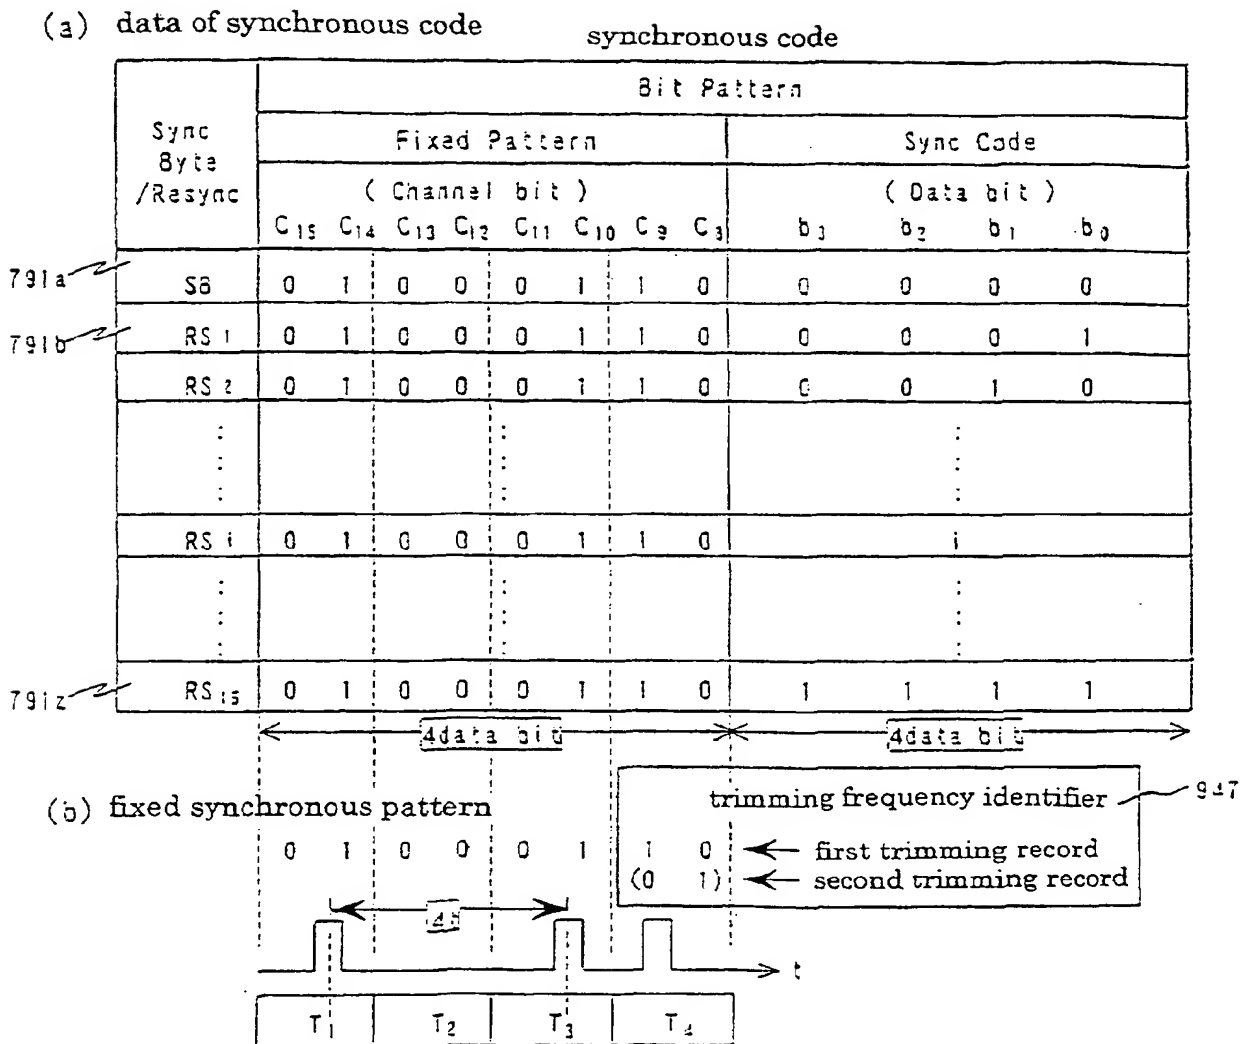 (a) data of synchronous code
synchronous code
Bit Pattern
Sync Byte /Resync
Fixed Pattern
Sync Code
(Channel bit)
(Data bit)
C15 C14 C13 C12 C11 C10 C9 C8 b3 b2 b1 b0
791a SB 0 1 0 0 0 1 1 0 0 0 0 0
791b RS1 0 1 0 0 0 1 1 0 0 0 0 1
RS2 0 1 0 0 0 1 1 0 0 0 1 0
RSi 0 1 0 0 0 1 1 0 i
791z RS15 0 1 0 0 0 1 1 0 1 1 1 1
4data bit 4data bit
(b) fixed synchronous pattern
trimming frequency identifier
0 1 0 0 0 1 1 0 first trimming record
(0 1) second trimming record
t
T1 T2 T3 T4